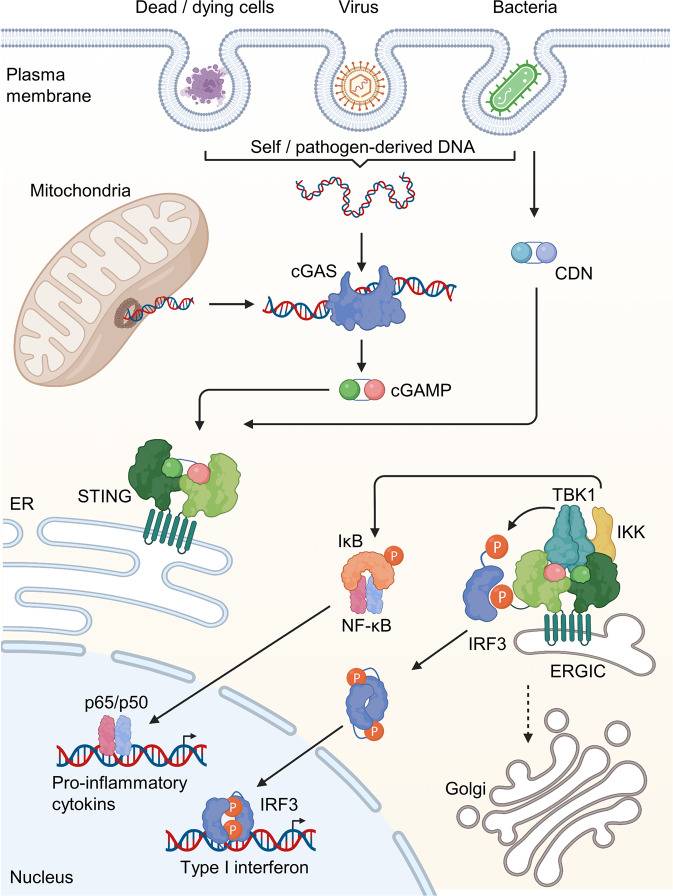 Dead / dying cells
Virus
Bacteria
Plasma
membrane
Self / pathogen-derived DNA
Mitochondria
cGAS
CDN
cGAMP
STING
ER
TBK1
IKK
IκB
P
P
P
NF-κB
IRF3
ERGIC
P
P
p65/p50
Pro-inflammatory
cytokins
Golgi
IRF3
P
P
Type I interferon
Nucleus